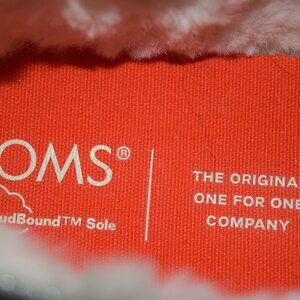 OMS®
udBound™ Sole
THE ORIGINA
ONE FOR ONE
COMPANY